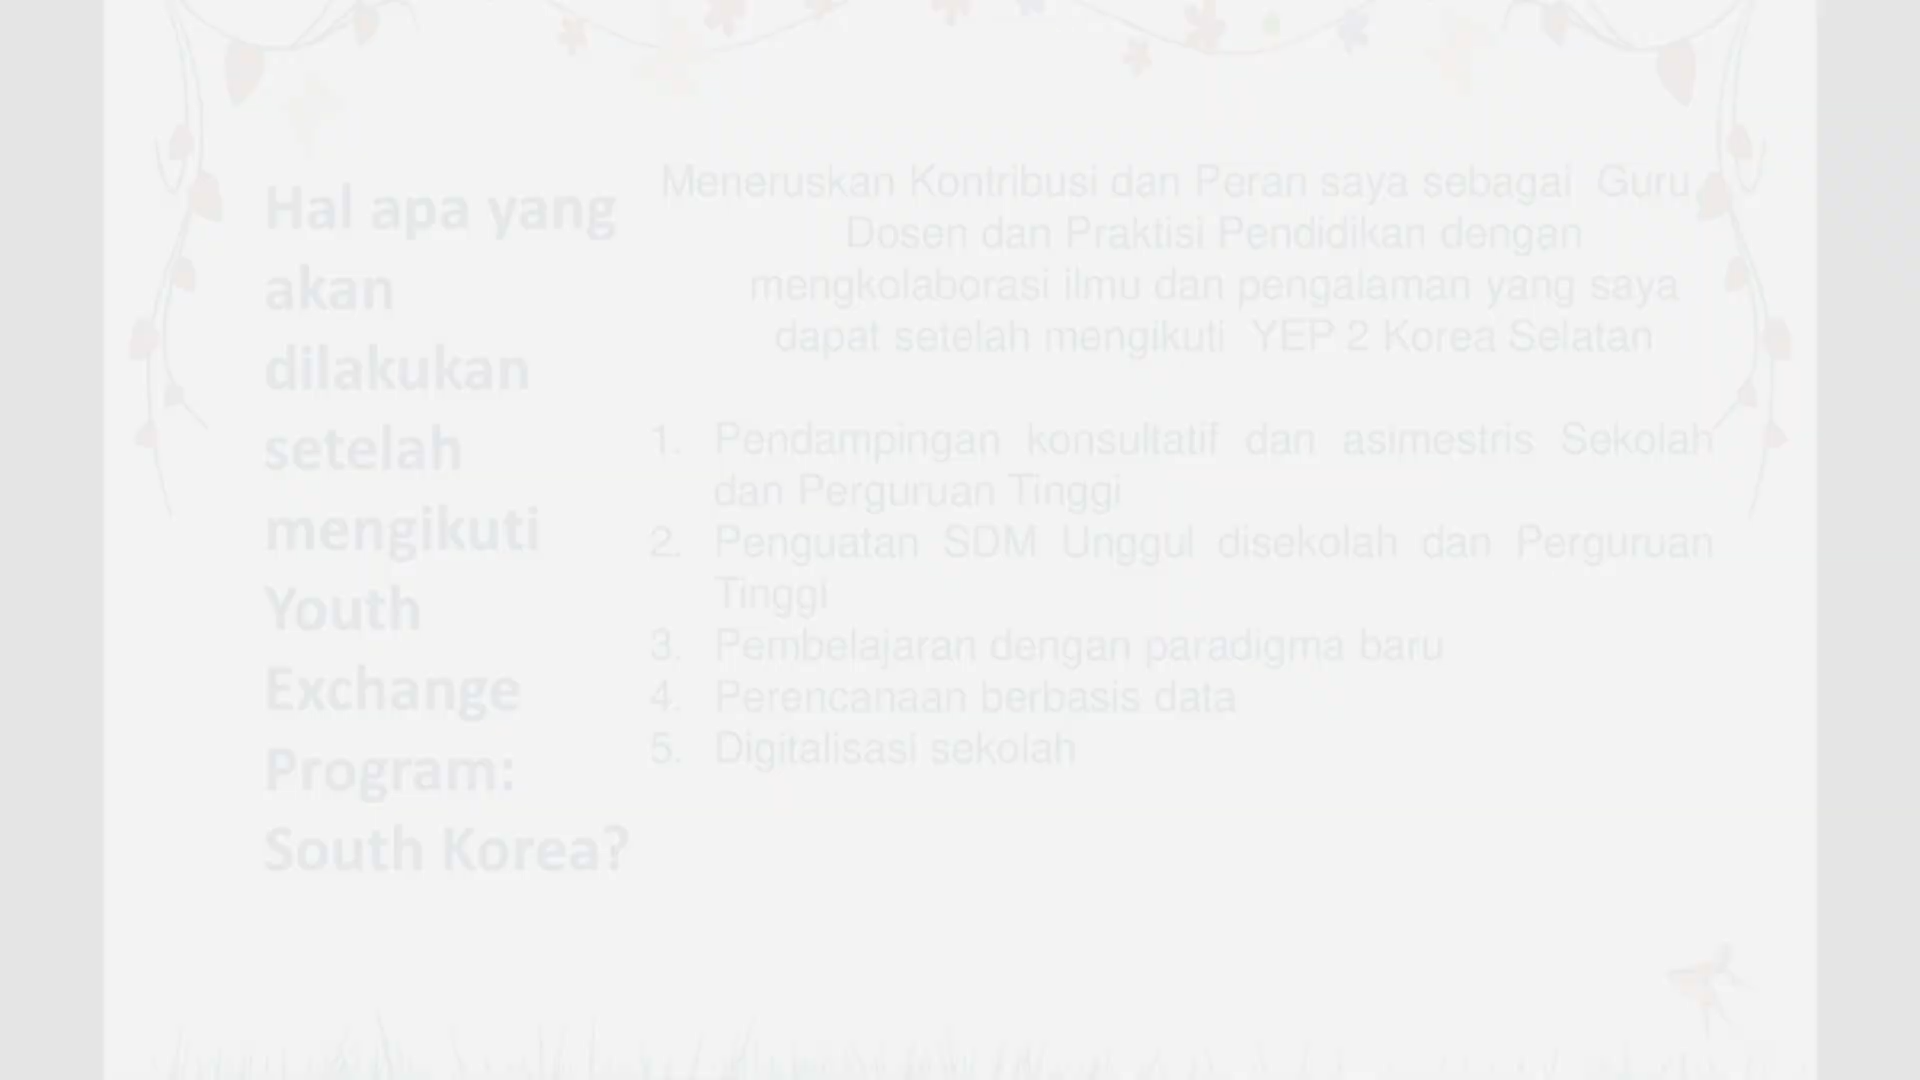 Hal apa yang
akan
dilakukan
setelah
mengikuti
Youth
Exchange
Program:
South Korea?
Meneruskan Kontribusi dan Peran saya sebagai Guru
Dosen dan Praktisi Pendidikan dengan
mengkolaborasi ilmu dan pengalaman yang saya
dapat setelah mengikuti YEP 2 Korea Selatan
1. Pendampingan konsultatif dan asimestris Sekolah
dan Perguruan Tinggi
2. Penguatan SDM Unggul disekolah dan Perguruan
Tinggi
3. Pembelajaran dengan paradigma baru
4. Perencanaan berbasis data
5. Digitalisasi sekolah